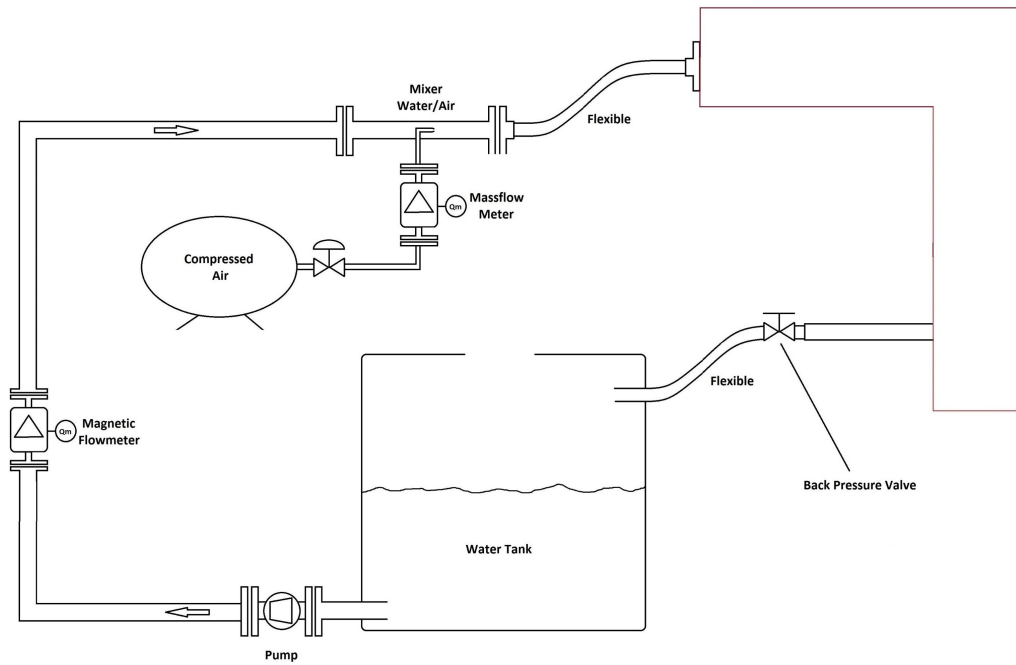 Mixer
Water/Air
Flexible
Qm
Massflow
Meter
Compressed
Air
Flexible
Qm
Magnetic
Flowmeter
Back Pressure Valve
Water Tank
Pump